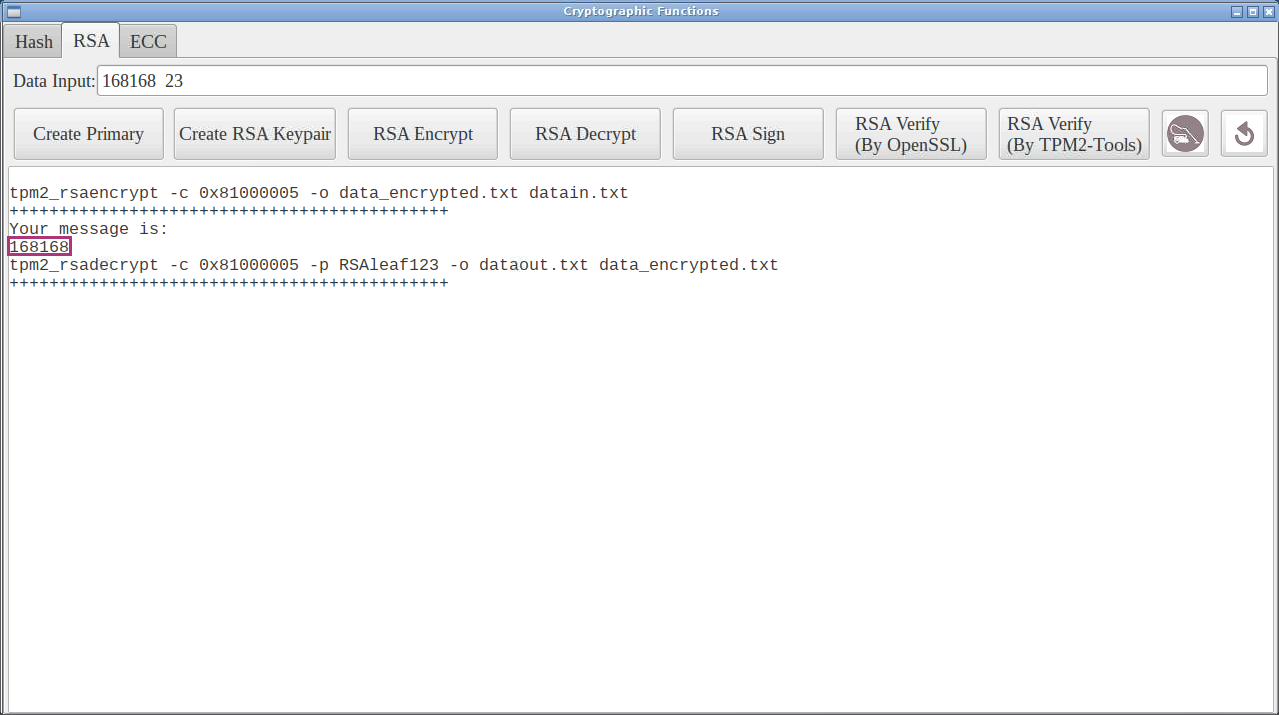 Cryptographic Functions
Hash RSA ECC
Data Input: 168168  23
Create Primary Create RSA Keypair RSA Encrypt RSA Decrypt RSA Sign RSA Verify (By OpenSSL) RSA Verify (By TPM2-Tools)
tpm2_rsaencrypt -c 0x81000005 -o data_encrypted.txt datain.txt
++++++++++++++++++++++++++++++++++++++++++++
Your message is:
168168
tpm2_rsadecrypt -c 0x81000005 -p RSAleaf123 -o dataout.txt data_encrypted.txt
++++++++++++++++++++++++++++++++++++++++++++